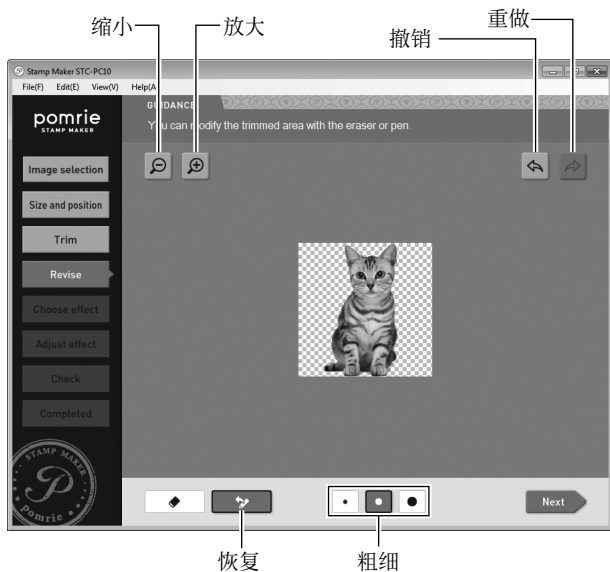 缩小
放大
撤销
重做
Stamp Maker STC-PC10
File(F) Edit(E) View(V) Help(
GUIDANCE
You can modify the trimmed area with the eraser or pen.
pomrie
STAMP MAKER
Image selection
Size and position
Trim
Revise
Choose effect
Adjust effect
Check
Completed
STAMP MAKER
P
Pomrie
Next
恢复
粗细